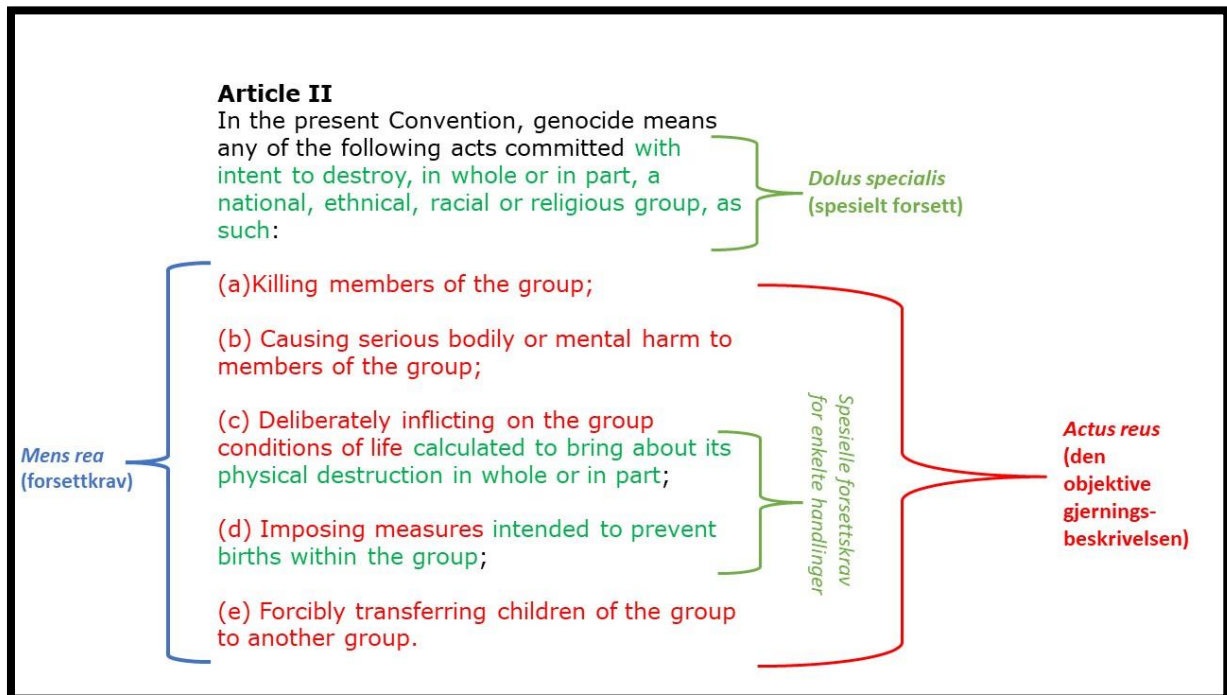 Article II
In the present Convention, genocide means
any of the following acts committed with
intent to destroy, in whole or in part, a
national, ethnical, racial or religious group, as
such:
Dolus specialis
(spesielt forsett)
(a)Killing members of the group;
(b) Causing serious bodily or mental harm to
members of the group;
(c) Deliberately inflicting on the group
conditions of life calculated to bring about its
physical destruction in whole or in part;
(d) Imposing measures intended to prevent
births within the group;
(e) Forcibly transferring children of the group
to another group.
Mens rea
(forsettkrav)
Spesielle forsettskrav
for enkelte handlinger
Actus reus
(den
objektive
gjernings-
beskrivelsen)